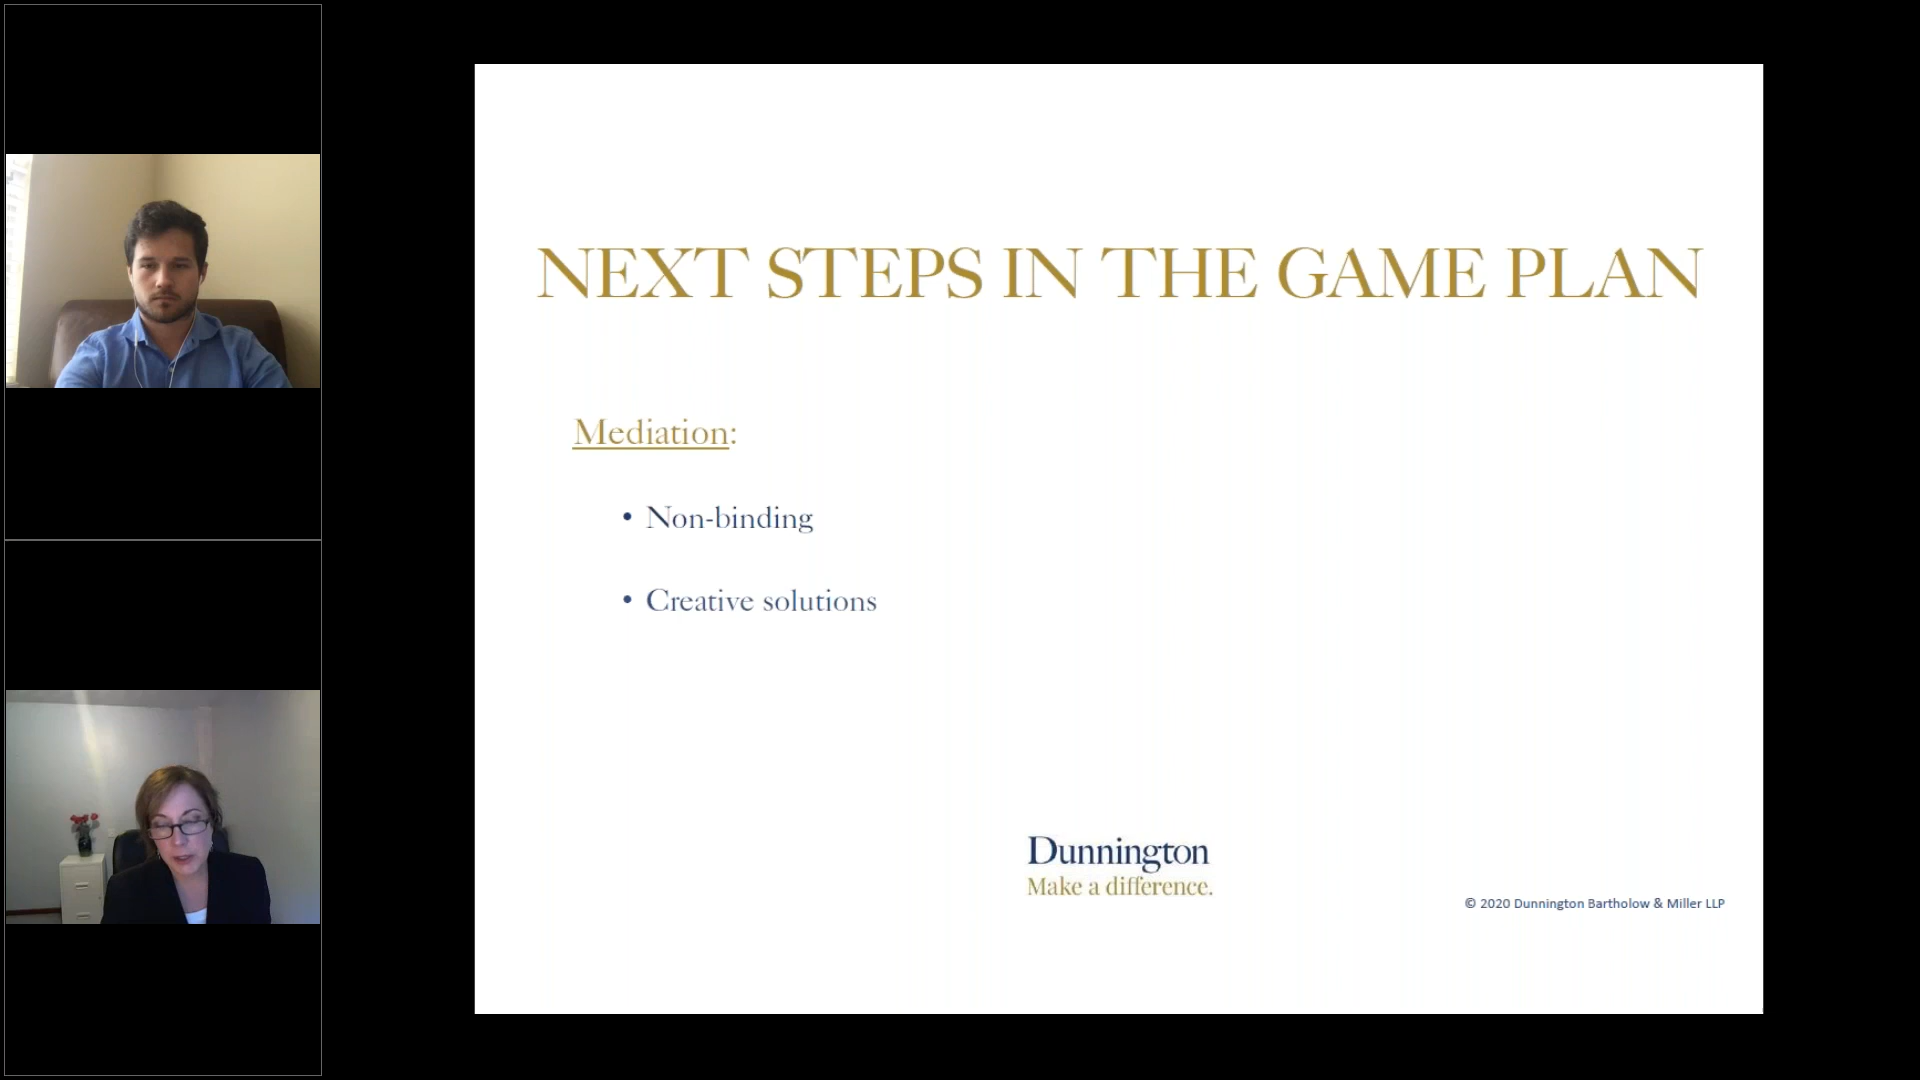 NEXT STEPS IN THE GAME PLAN
Mediation:
• Non-binding
• Creative solutions
Dunnington
Make a difference.
© 2020 Dunnington Bartholow & Miller LLP